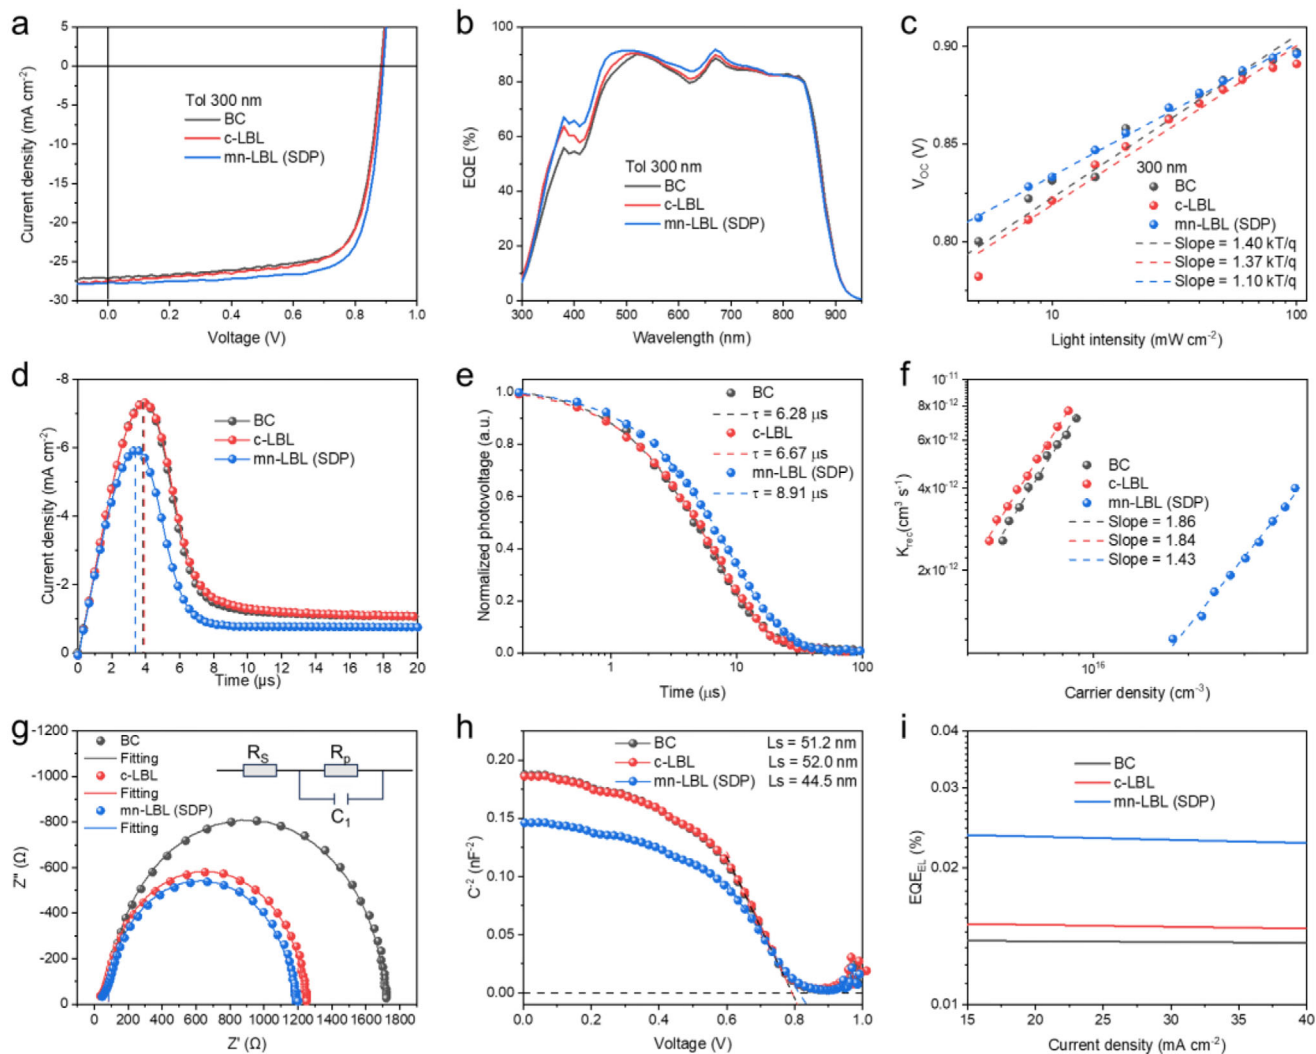 a
5
0
-5
-10
-15
-20
-25
-30
Current density (mA cm⁻²)
Tol 300 nm
BC
c-LBL
mn-LBL (SDP)
0.0 0.2 0.4 0.6 0.8 1.0
Voltage (V)
b
100
80
60
40
20
0
EQE (%)
Tol 300 nm
BC
c-LBL
mn-LBL (SDP)
300 400 500 600 700 800 900
Wavelength (nm)
c
0.90
0.85
0.80
V_OC (V)
300 nm
BC
c-LBL
mn-LBL (SDP)
Slope = 1.40 kT/q
Slope = 1.37 kT/q
Slope = 1.10 kT/q
10 100
Light intensity (mW cm⁻²)
d
-8
-6
-4
-2
0
Current density (mA cm⁻²)
BC
c-LBL
mn-LBL (SDP)
0 2 4 6 8 10 12 14 16 18 20
Time (μs)
e
1.0
0.8
0.6
0.4
0.2
0.0
Normalized photovoltage (a.u.)
BC
τ = 6.28 μs
c-LBL
τ = 6.67 μs
mn-LBL (SDP)
τ = 8.91 μs
1 10 100
Time (μs)
f
10⁻¹¹
8x10⁻¹²
6x10⁻¹²
4x10⁻¹²
2x10⁻¹²
K_rec(cm³ s⁻¹)
BC
c-LBL
mn-LBL (SDP)
Slope = 1.86
Slope = 1.84
Slope = 1.43
10¹⁶
Carrier density (cm⁻³)
g
-1200
-1000
-800
-600
-400
-200
0
Z'' (Ω)
BC
Fitting
c-LBL
Fitting
mn-LBL (SDP)
Fitting
R_S R_p
C₁
0 200 400 600 800 1000 1200 1400 1600 1800
Z' (Ω)
h
0.20
0.15
0.10
0.05
0.00
C⁻² (nF⁻²)
BC Ls = 51.2 nm
c-LBL Ls = 52.0 nm
mn-LBL (SDP) Ls = 44.5 nm
0.0 0.2 0.4 0.6 0.8 1.0
Voltage (V)
i
0.04
0.03
0.02
0.01
EQE_EL (%)
BC
c-LBL
mn-LBL (SDP)
15 20 25 30 35 40
Current density (mA cm⁻²)